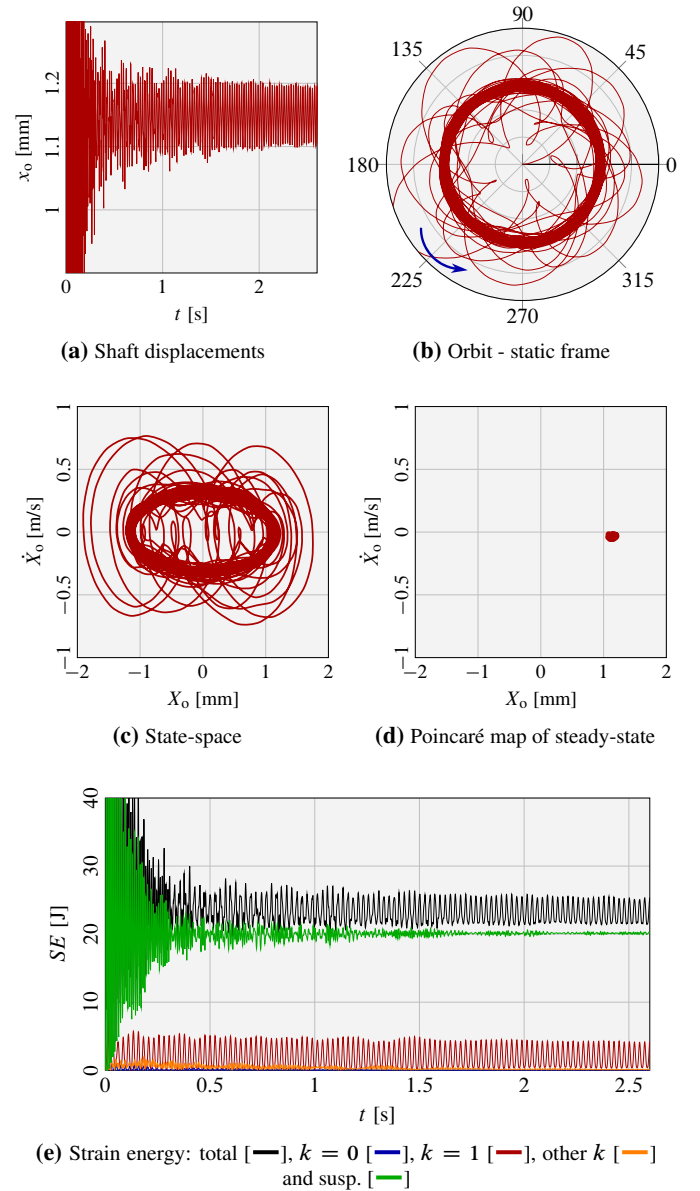 1.2
1.1
1
x_o [mm]
0 1 2
t [s]
(a) Shaft displacements
90
135 45
180 0
225 315
270
(b) Orbit - static frame
1
0.5
0
−0.5
−1
Ẋ_o [m/s]
−2 −1 0 1 2
X_o [mm]
(c) State-space
1
0.5
0
−0.5
−1
Ẋ_o [m/s]
−2 −1 0 1 2
X_o [mm]
(d) Poincaré map of steady-state
40
30
20
10
0
SE [J]
0 0.5 1 1.5 2 2.5
t [s]
(e) Strain energy: total [ ], k = 0 [ ], k = 1 [ ], other k [ ]
and susp. [ ]